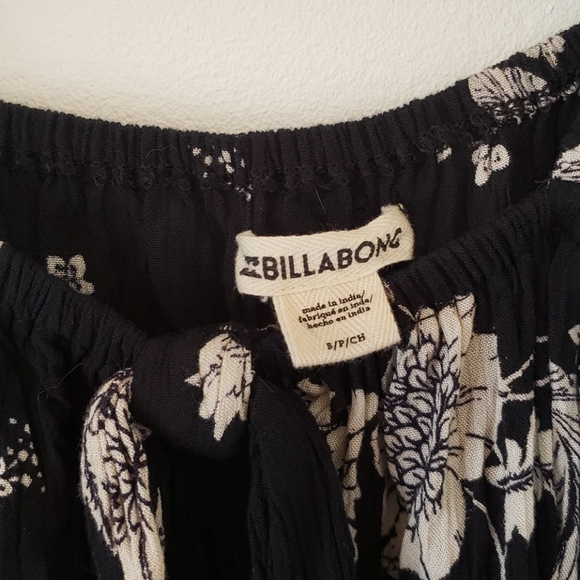 BILLABONG
made in india/
fabriqué en inde/
hecho en india
S/P/CH